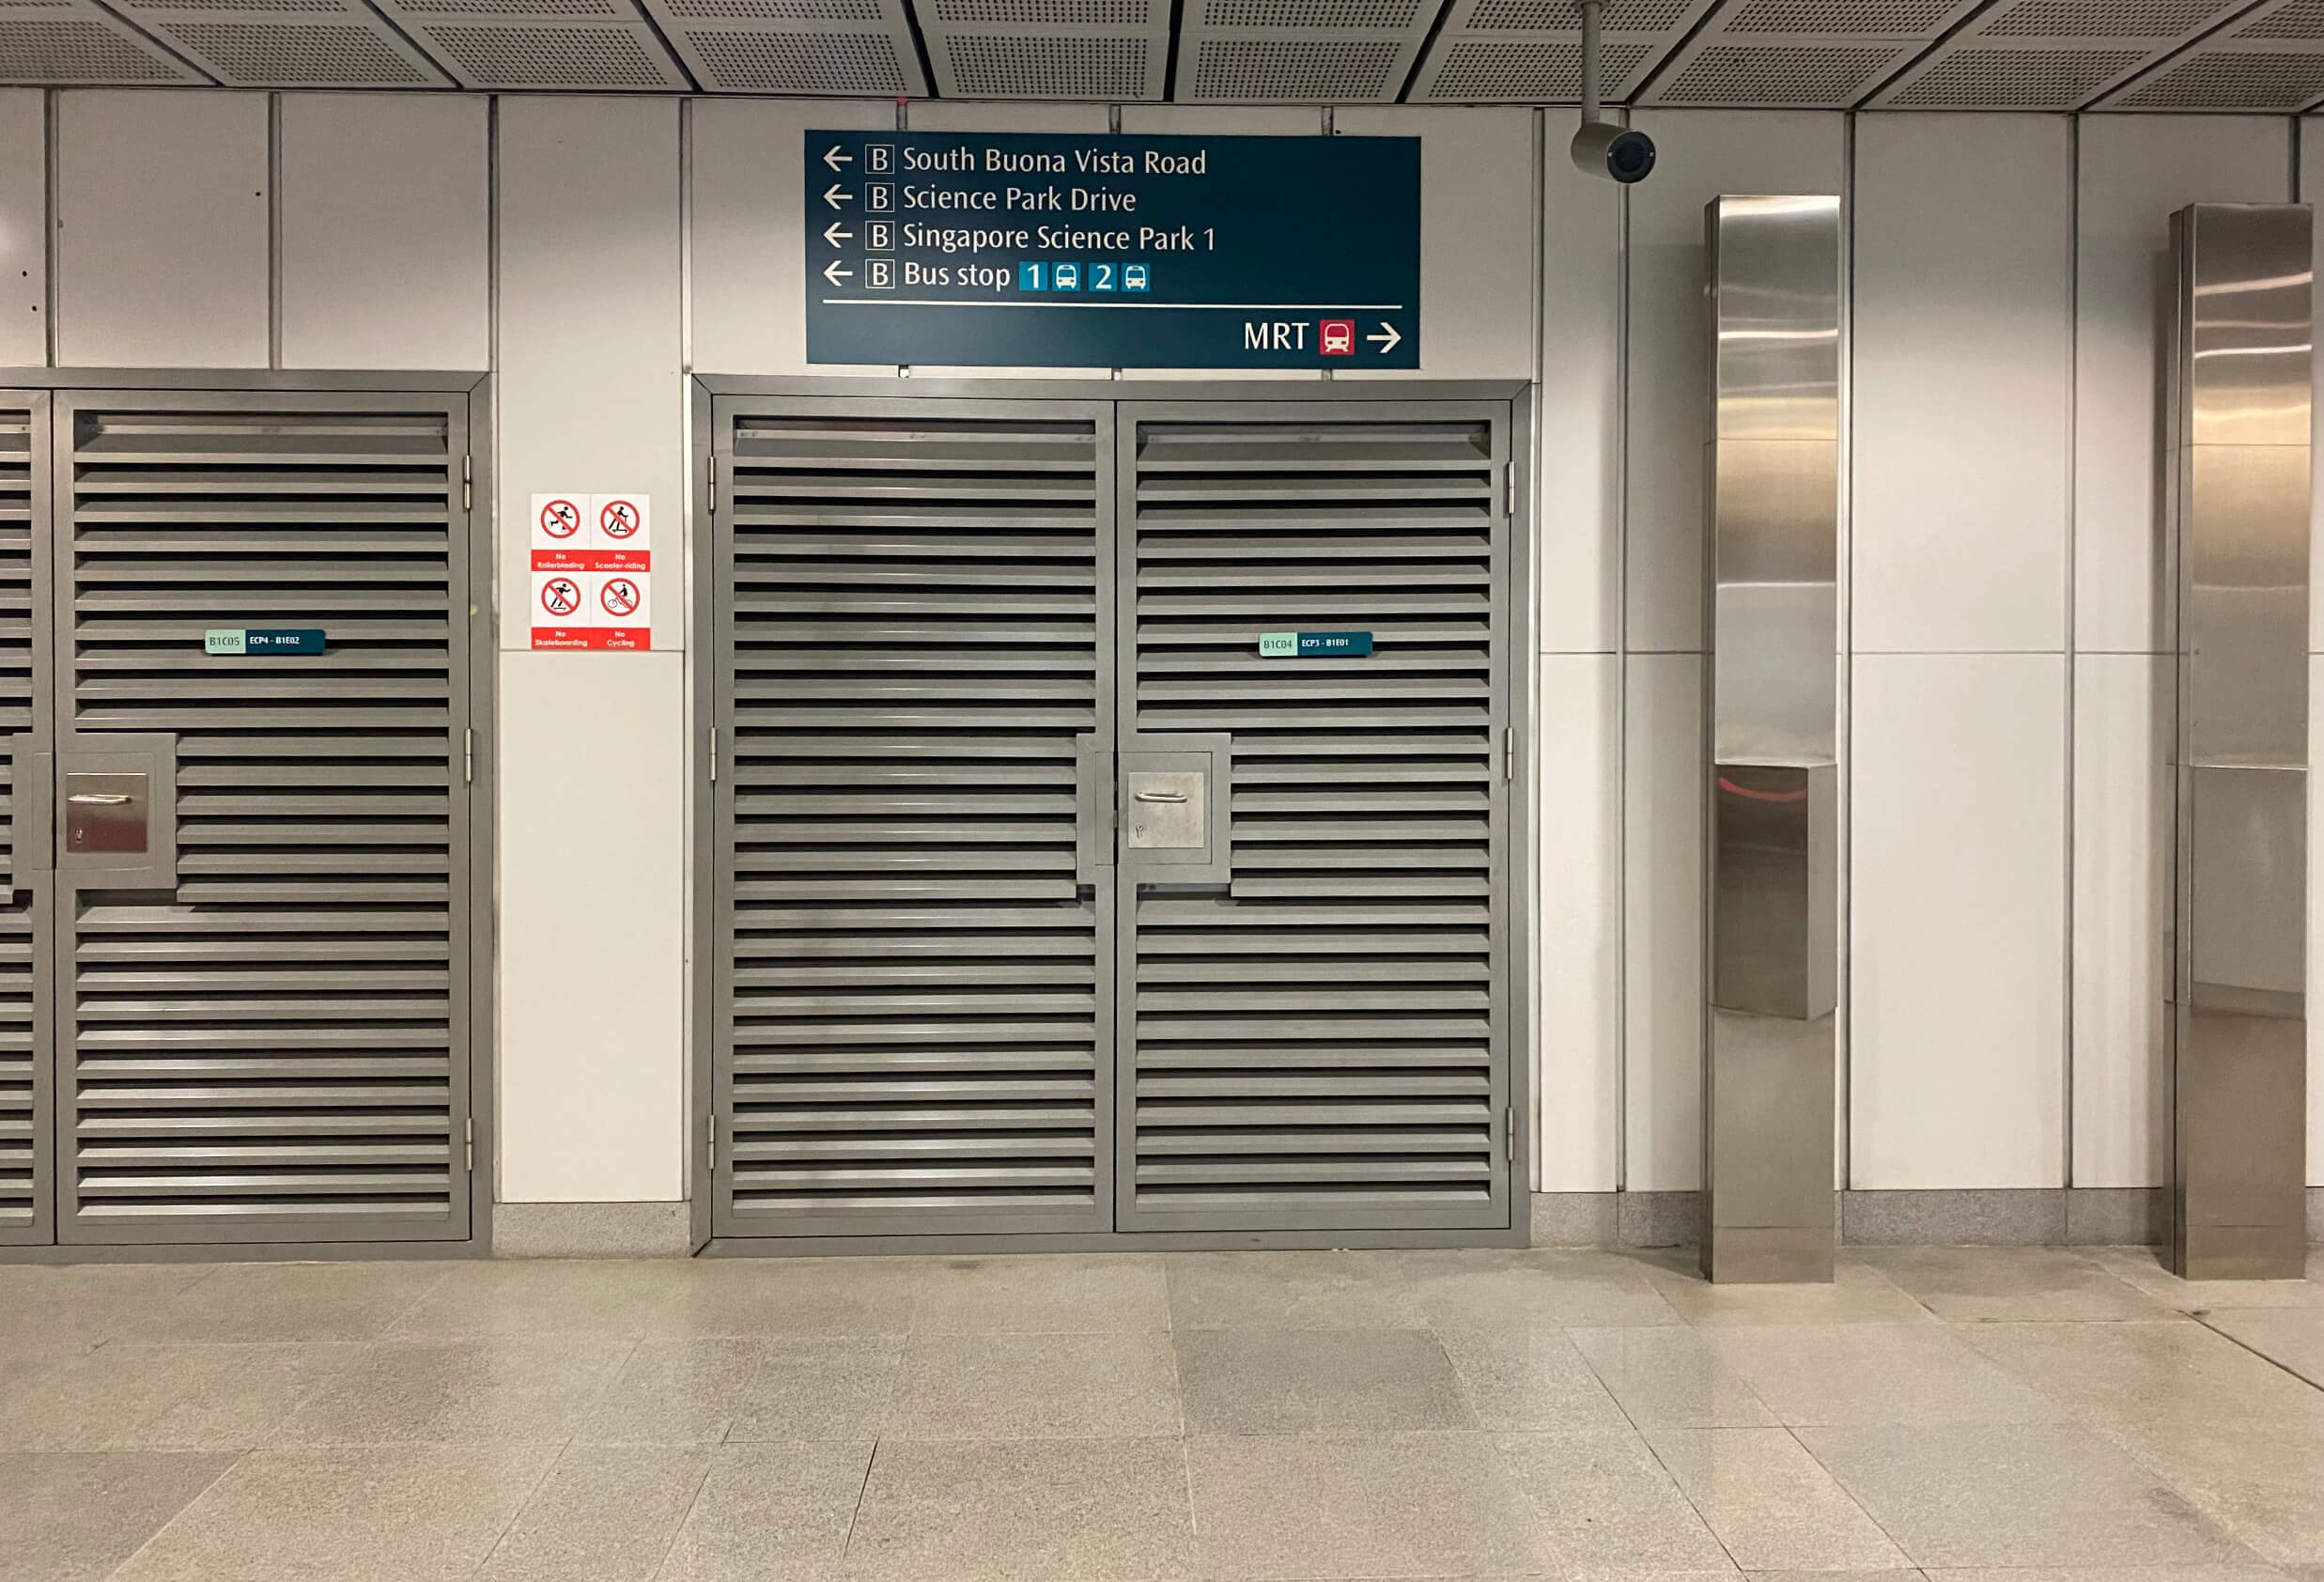 ← B South Buona Vista Road
← B Science Park Drive
← B Singapore Science Park 1
← B Bus stop 1 2
MRT →
No Rollerblading
No Scooter-riding
No Skateboarding
No Cycling
B1C05 ECP4 - B1E02
B1C04 ECP3 - B1E01